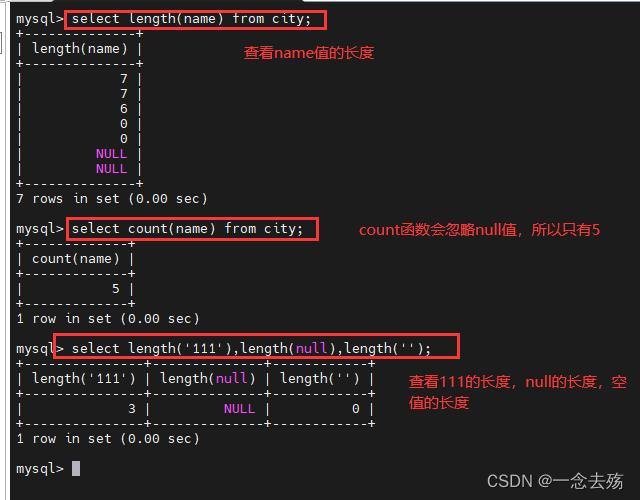 mysql> select length(name) from city;
+--------------+
| length(name) |
+--------------+
|            7 |
|            7 |
|            6 |
|            0 |
|            0 |
|         NULL |
|         NULL |
+--------------+
7 rows in set (0.00 sec)
查看name值的长度
mysql> select count(name) from city;
+-------------+
| count(name) |
+-------------+
|           5 |
+-------------+
1 row in set (0.00 sec)
count函数会忽略null值，所以只有5
mysql> select length('111'),length(null),length('');
+---------------+--------------+------------+
| length('111') | length(null) | length('') |
+---------------+--------------+------------+
|             3 |         NULL |          0 |
+---------------+--------------+------------+
1 row in set (0.00 sec)
查看111的长度，null的长度，空
值的长度
mysql>
CSDN @一念去殇